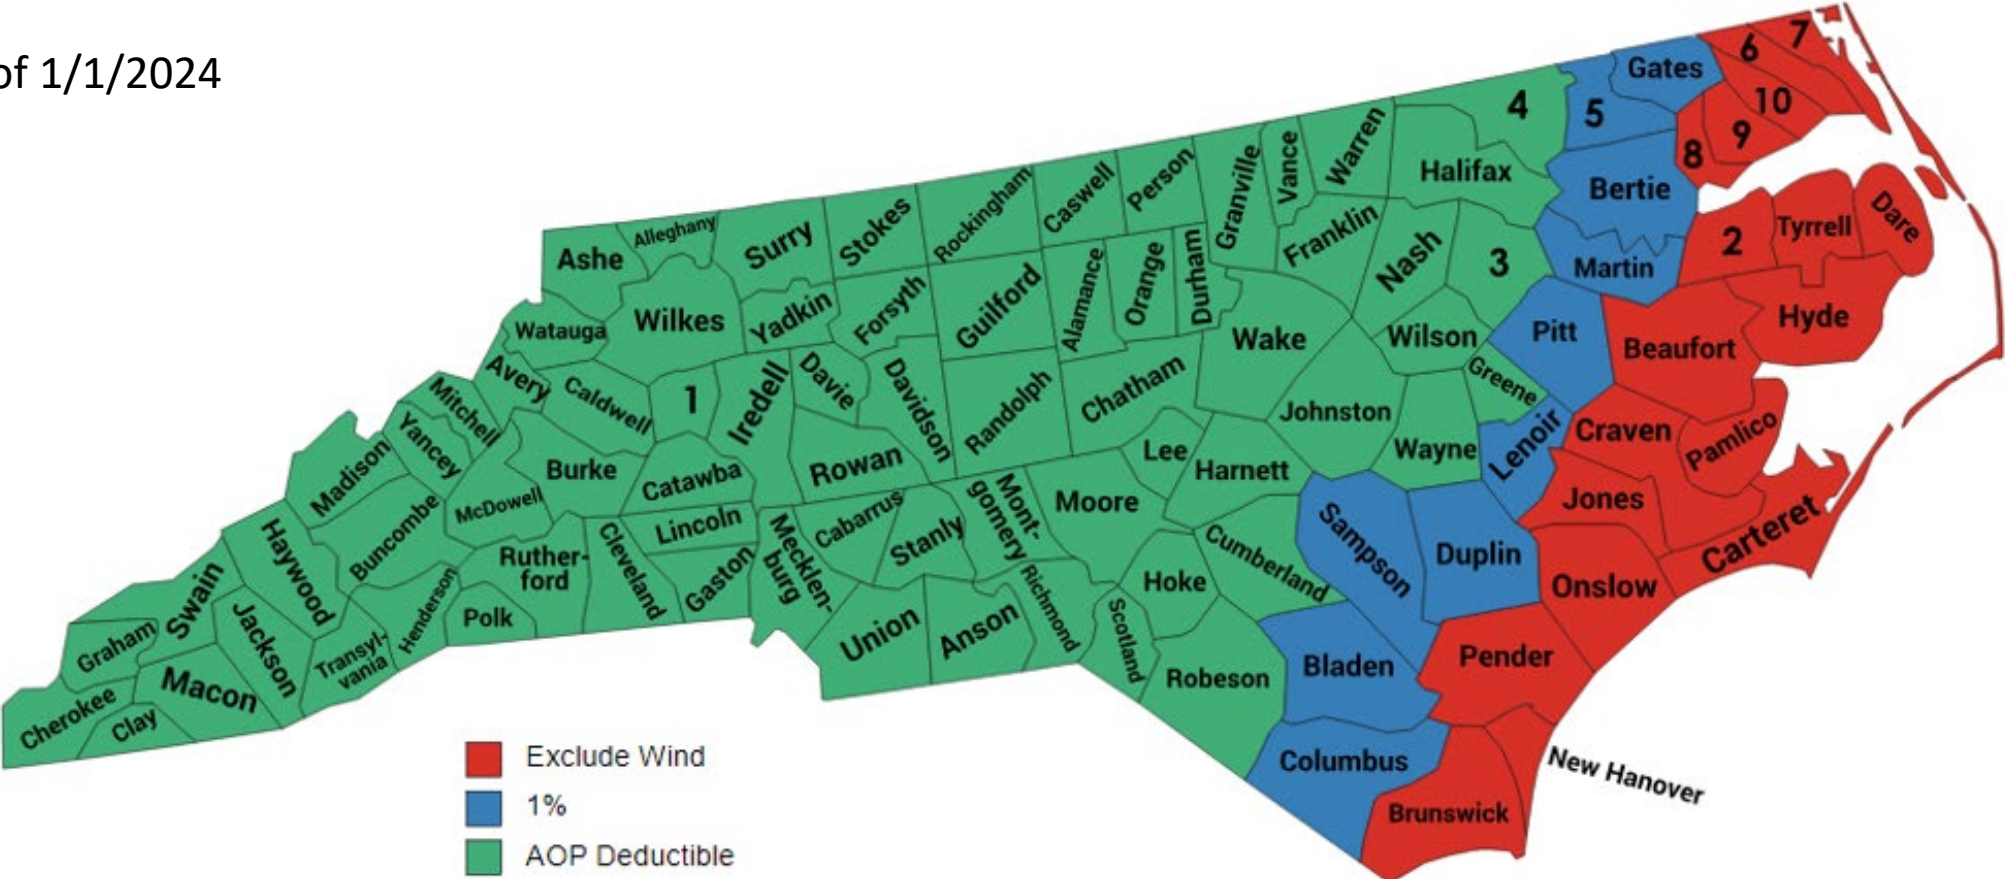 of 1/1/2024
Gates
6
7
5
10
4
9
8
Warren
Vance
Halifax
Bertie
Granville
Person
Caswell
Rockingham
Stokes
Surry
Alleghany
Ashe
Franklin
Nash
3
Martin
2
Tyrrell
Dare
Durham
Orange
Alamance
Guilford
Forsyth
Yadkin
Wilkes
Watauga
Wake
Wilson
Pitt
Beaufort
Hyde
Greene
Avery
Caldwell
1
Iredell
Davie
Davidson
Randolph
Chatham
Johnston
Wayne
Lenoir
Craven
Pamlico
Mitchell
Yancey
Madison
Burke
Catawba
Rowan
Lee
Harnett
Jones
McDowell
Buncombe
Haywood
Lincoln
Cabarrus
Stanly
Mont-
gomery
Moore
Sampson
Duplin
Onslow
Carteret
Ruther-
ford
Cleveland
Gaston
Mecklen-
burg
Cumberland
Hoke
Swain
Jackson
Henderson
Polk
Union
Anson
Richmond
Scotland
Graham
Transyl-
vania
Macon
Robeson
Bladen
Pender
Cherokee
Clay
Columbus
New Hanover
Brunswick
Exclude Wind
1%
AOP Deductible